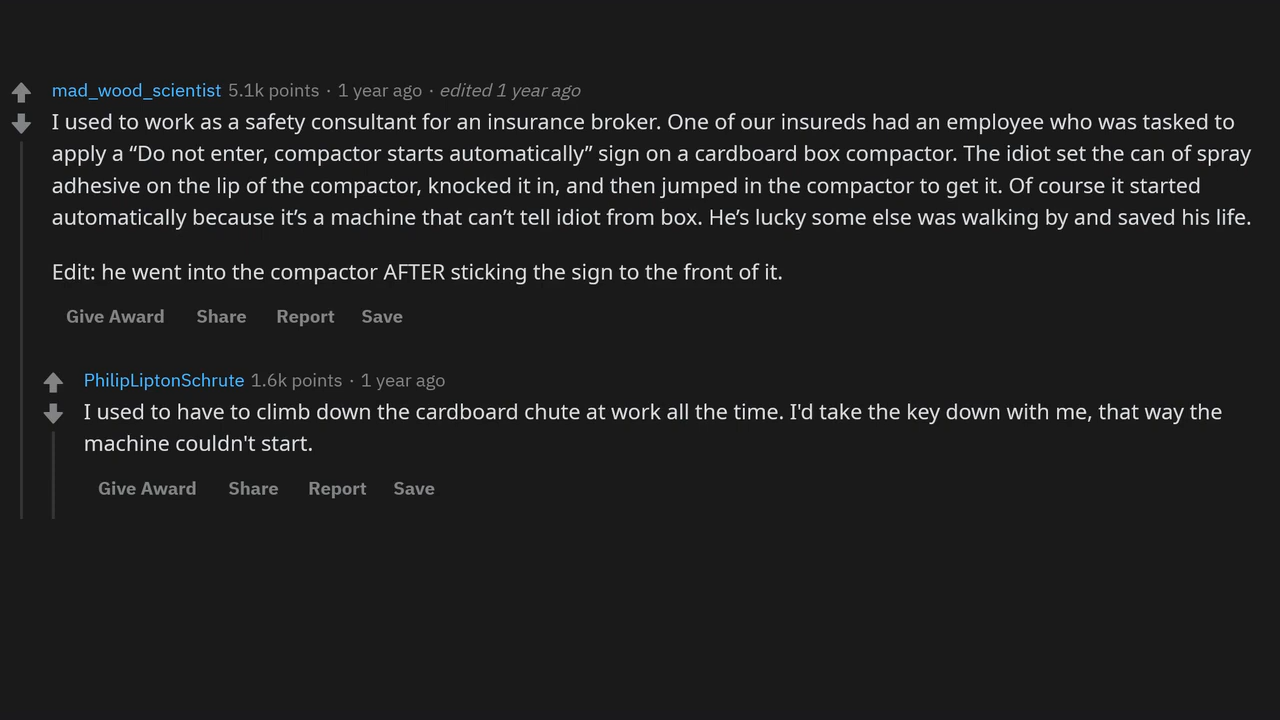 mad_wood_scientist 5.1k points · 1 year ago · edited 1 year ago
I used to work as a safety consultant for an insurance broker. One of our insureds had an employee who was tasked to
apply a “Do not enter, compactor starts automatically” sign on a cardboard box compactor. The idiot set the can of spray
adhesive on the lip of the compactor, knocked it in, and then jumped in the compactor to get it. Of course it started
automatically because it’s a machine that can’t tell idiot from box. He’s lucky some else was walking by and saved his life.
Edit: he went into the compactor AFTER sticking the sign to the front of it.
Give Award Share Report Save
PhilipLiptonSchrute 1.6k points · 1 year ago
I used to have to climb down the cardboard chute at work all the time. I'd take the key down with me, that way the
machine couldn't start.
Give Award Share Report Save